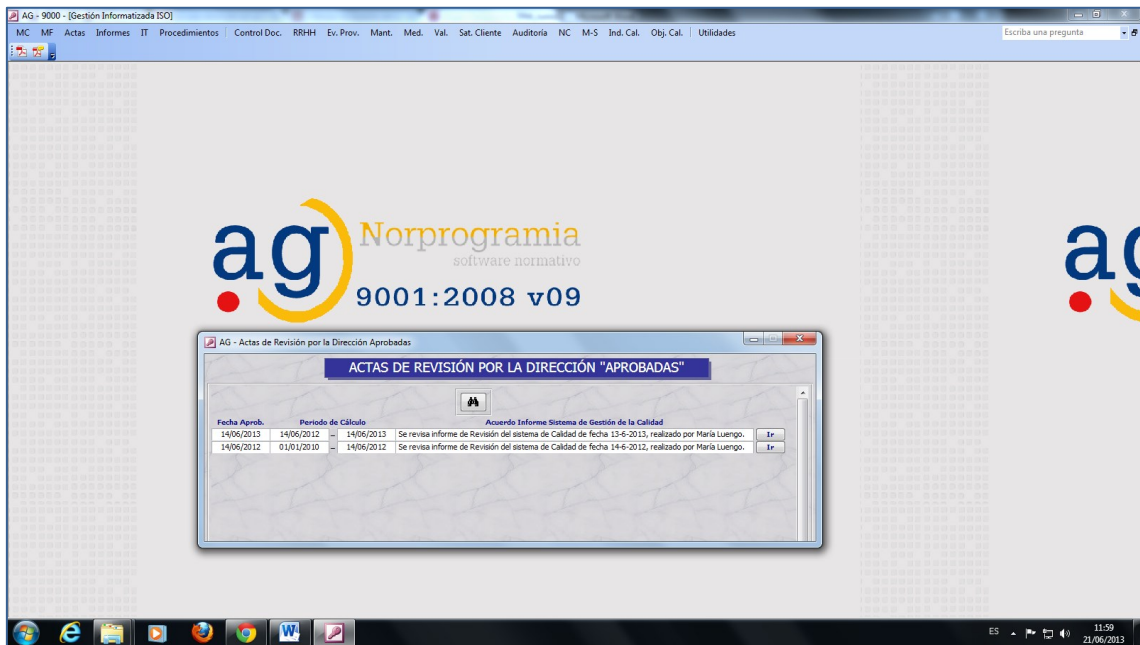 AG - 9000 - [Gestión Informatizada ISO]
MC MF Actas Informes IT Procedimientos Control Doc. RRHH Ev. Prov. Mant. Med. Val. Sat. Cliente Auditoría NC M-S Ind. Cal. Obj. Cal. Utilidades Escriba una pregunta
ag Norprogramia
software normativo
9001:2008 v09
ag
AG - Actas de Revisión por la Dirección Aprobadas
ACTAS DE REVISIÓN POR LA DIRECCIÓN "APROBADAS"
Fecha Aprob. Periodo de Cálculo Acuerdo Informe Sistema de Gestión de la Calidad
14/06/2013 14/06/2012 - 14/06/2013 Se revisa informe de Revisión del sistema de Calidad de fecha 13-6-2013, realizado por María Luengo. Ir
14/06/2012 01/01/2010 - 14/06/2012 Se revisa informe de Revisión del sistema de Calidad de fecha 14-6-2012, realizado por María Luengo. Ir
ES 11:59
21/06/2013